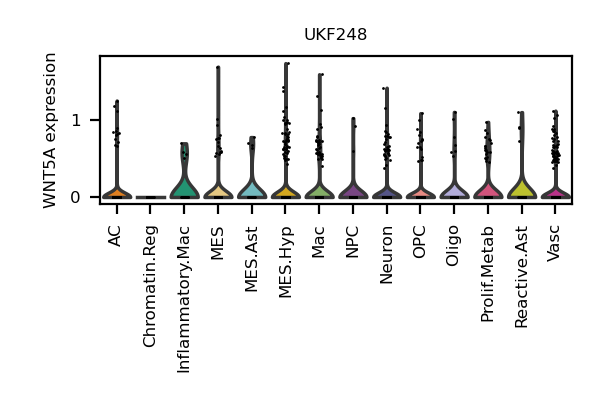 UKF248
WNT5A expression
1
0
AC
Chromatin.Reg
Inflammatory.Mac
MES
MES.Ast
MES.Hyp
Mac
NPC
Neuron
OPC
Oligo
Prolif.Metab
Reactive.Ast
Vasc